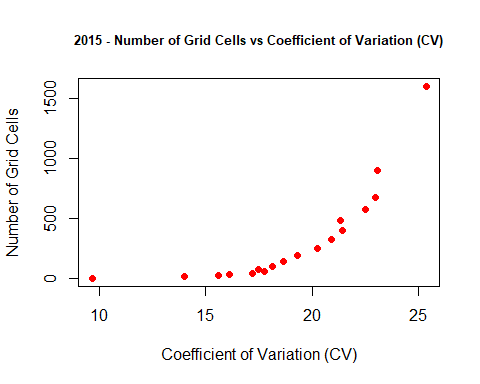 2015 - Number of Grid Cells vs Coefficient of Variation (CV)
Number of Grid Cells
1500
1000
500
0
10 15 20 25
Coefficient of Variation (CV)